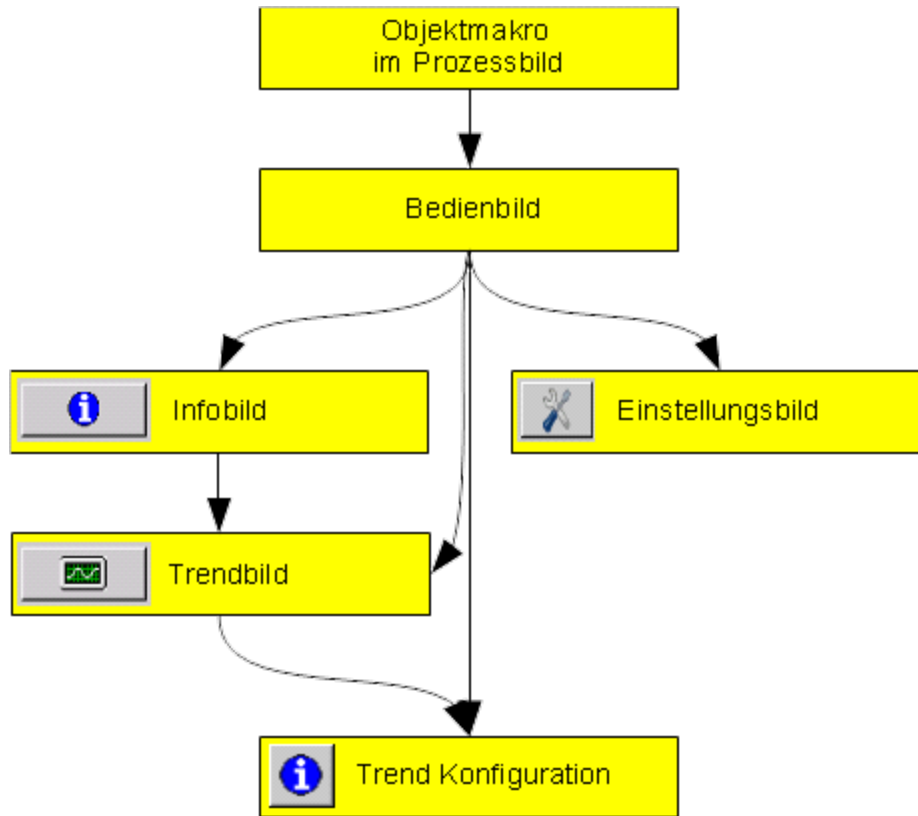 Objektmakro
im Prozessbild
Bedienbild
Infobild
Einstellungsbild
Trendbild
Trend Konfiguration